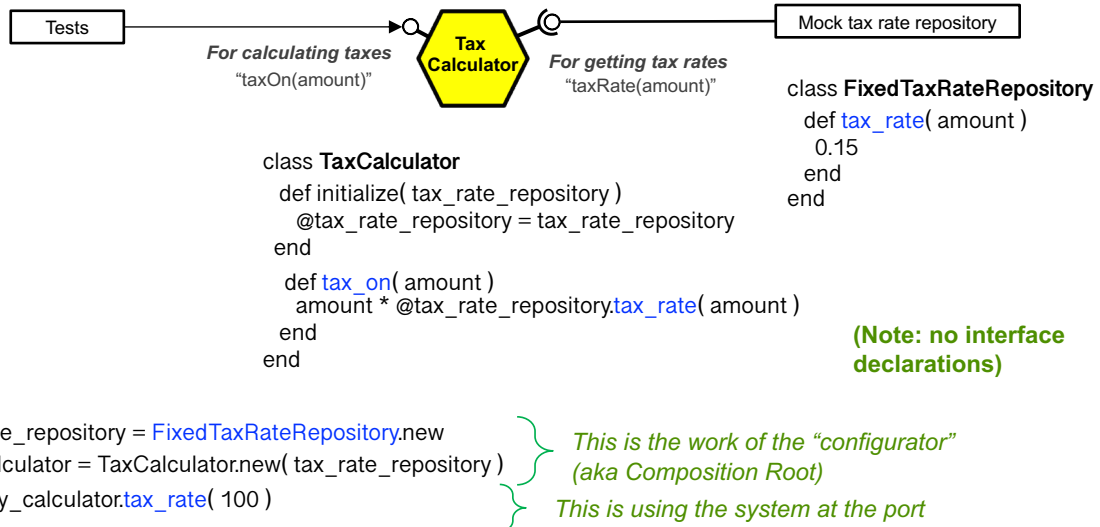 Tests
Mock tax rate repository
For calculating taxes
“taxOn(amount)”
Tax
Calculator
For getting tax rates
“taxRate(amount)”
class FixedTaxRateRepository
def tax_rate( amount )
0.15
end
end
class TaxCalculator
def initialize( tax_rate_repository )
@tax_rate_repository = tax_rate_repository
end
def tax_on( amount )
amount * @tax_rate_repository.tax_rate( amount )
end
end
(Note: no interface
declarations)
e_repository = FixedTaxRateRepository.new
lculator = TaxCalculator.new( tax_rate_repository )
y_calculator.tax_rate( 100 )
This is the work of the “configurator”
(aka Composition Root)
This is using the system at the port